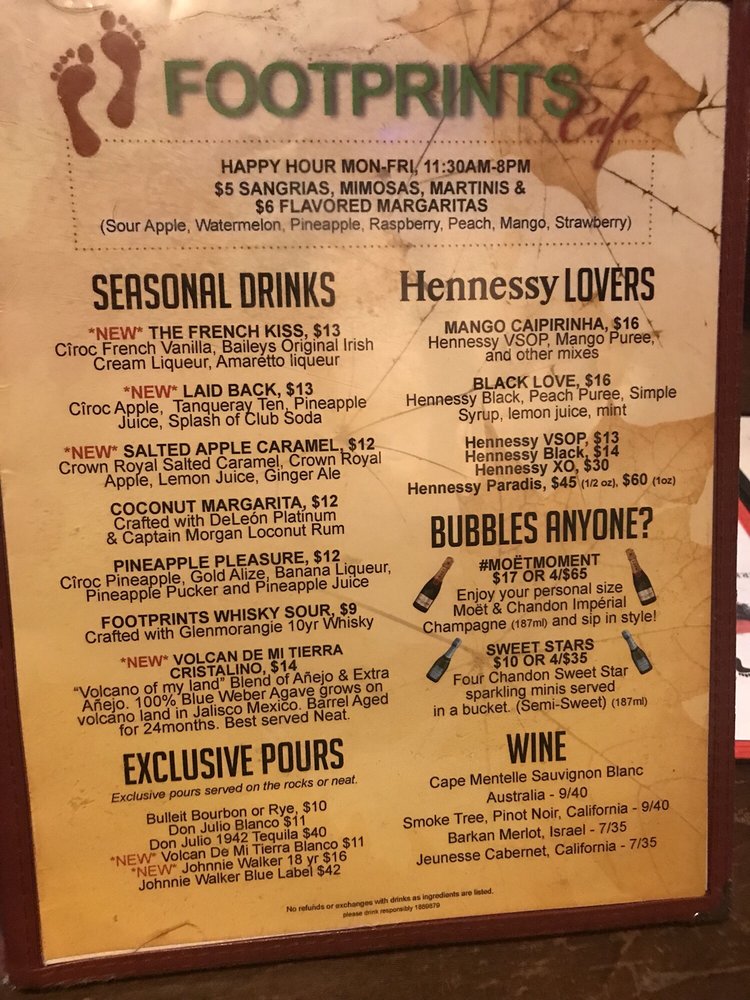 FOOTPRINTS
Cafe
HAPPY HOUR MON-FRI, 11:30AM-8PM
$5 SANGRIAS, MIMOSAS, MARTINIS &
$6 FLAVORED MARGARITAS
(Sour Apple, Watermelon, Pineapple, Raspberry, Peach, Mango, Strawberry)
SEASONAL DRINKS
*NEW* THE FRENCH KISS, $13
Cîroc French Vanilla, Baileys Original Irish
Cream Liqueur, Amaretto liqueur
*NEW* LAID BACK, $13
Cîroc Apple, Tanqueray Ten, Pineapple
Juice, Splash of Club Soda
*NEW* SALTED APPLE CARAMEL, $12
Crown Royal Salted Caramel, Crown Royal
Apple, Lemon Juice, Ginger Ale
COCONUT MARGARITA, $12
Crafted with DeLeón Platinum
& Captain Morgan Loconut Rum
PINEAPPLE PLEASURE, $12
Cîroc Pineapple, Gold Alize, Banana Liqueur,
Pineapple Pucker and Pineapple Juice
FOOTPRINTS WHISKY SOUR, $9
Crafted with Glenmorangie 10yr Whisky
*NEW* VOLCAN DE MI TIERRA
CRISTALINO, $14
"Volcano of my land" Blend of Añejo & Extra
Añejo. 100% Blue Weber Agave grows on
volcano land in Jalisco Mexico. Barrel Aged
for 24months. Best served Neat.
EXCLUSIVE POURS
Exclusive pours served on the rocks or neat.
Bulleit Bourbon or Rye, $10
Don Julio Blanco $11
Don Julio 1942 Tequila $40
*NEW* Volcan De Mi Tierra Blanco $11
*NEW* Johnnie Walker 18 yr $16
Johnnie Walker Blue Label $42
Hennessy LOVERS
MANGO CAIPIRINHA, $16
Hennessy VSOP, Mango Puree,
and other mixes
BLACK LOVE, $16
Hennessy Black, Peach Puree, Simple
Syrup, lemon juice, mint
Hennessy VSOP, $13
Hennessy Black, $14
Hennessy XO, $30
Hennessy Paradis, $45 (1/2 oz), $60 (1oz)
BUBBLES ANYONE?
#MOËTMOMENT
$17 OR 4/$65
Enjoy your personal size
Moët & Chandon Impérial
Champagne (187ml) and sip in style!
SWEET STARS
$10 OR 4/$35
Four Chandon Sweet Star
sparkling minis served
in a bucket. (Semi-Sweet) (187ml)
WINE
Cape Mentelle Sauvignon Blanc
Australia - 9/40
Smoke Tree, Pinot Noir, California - 9/40
Barkan Merlot, Israel - 7/35
Jeunesse Cabernet, California - 7/35
No refunds or exchanges with drinks as ingredients are listed.
please drink responsibly 1869879